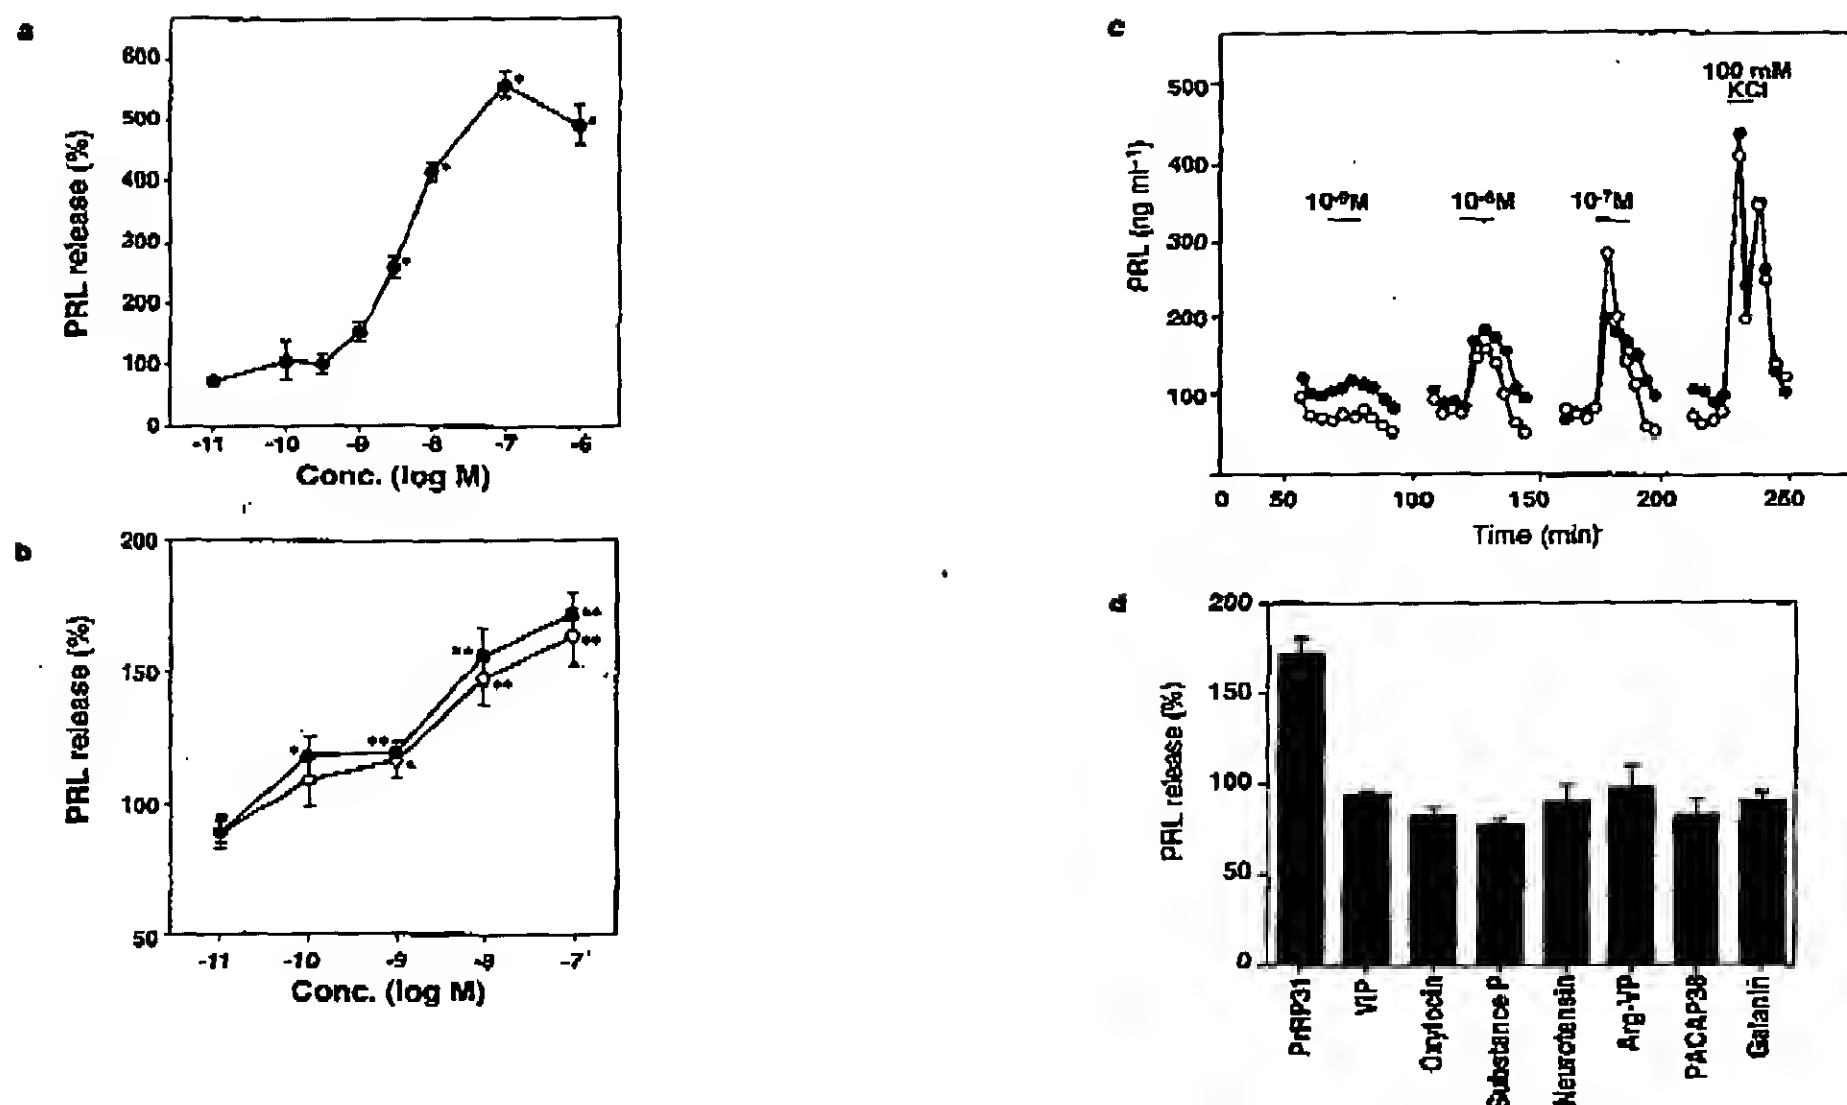 a
600
500
400
300
200
100
0
PRL release (%)
-11 -10 -9 -8 -7 -6
Conc. (log M)
b
200
150
100
50
PRL release (%)
-11 -10 -9 -8 -7
Conc. (log M)
c
500
400
300
200
100
PRL (ng ml⁻¹)
10⁻⁹M
10⁻⁸M
10⁻⁷M
100 mM
KCl
0 50 100 150 200 250
Time (min)
d
200
150
100
50
0
PRL release (%)
PrRP31
VIP
Oxytocin
Substance P
Neurotensin
Arg-VP
PACAP38
Galanin